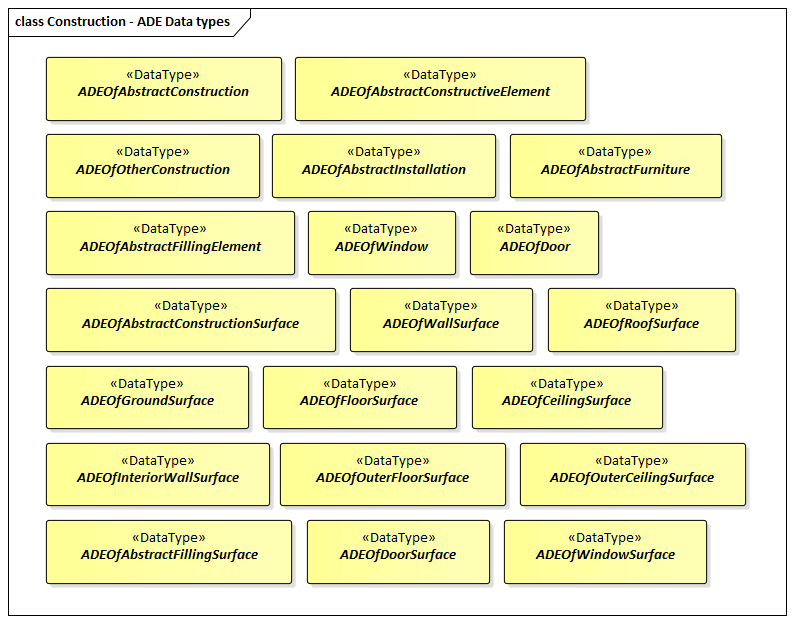 class Construction - ADE Data types
«DataType» «DataType»
ADEOfAbstractConstruction ADEOfAbstractConstructiveElement
«DataType» «DataType» «DataType»
ADEOfOtherConstruction ADEOfAbstractInstallation ADEOfAbstractFurniture
«DataType» «DataType» «DataType»
ADEOfAbstractFillingElement ADEOfWindow ADEOfDoor
«DataType» «DataType» «DataType»
ADEOfAbstractConstructionSurface ADEOfWallSurface ADEOfRoofSurface
«DataType» «DataType» «DataType»
ADEOfGroundSurface ADEOfFloorSurface ADEOfCeilingSurface
«DataType» «DataType» «DataType»
ADEOfInteriorWallSurface ADEOfOuterFloorSurface ADEOfOuterCeilingSurface
«DataType» «DataType» «DataType»
ADEOfAbstractFillingSurface ADEOfDoorSurface ADEOfWindowSurface